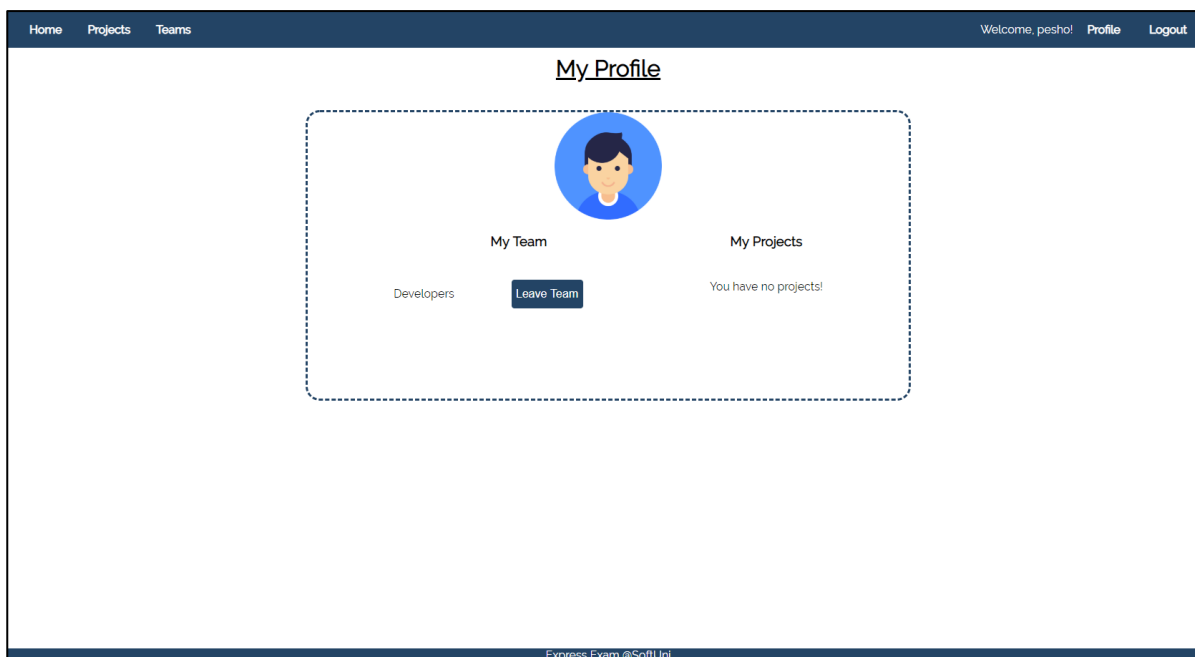 Home Projects Teams Welcome, pesho! Profile Logout
My Profile
My Team My Projects
Developers Leave Team You have no projects!
Express Exam @SoftUni